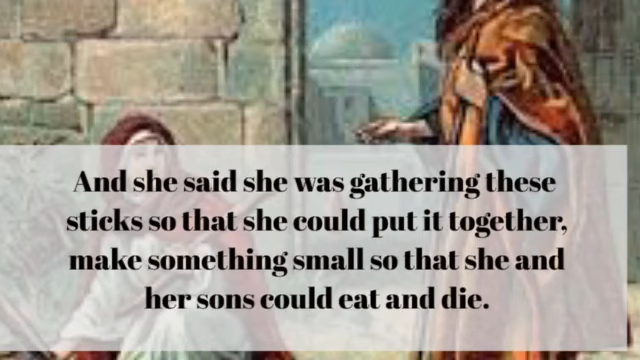 And she said she was gathering these
sticks so that she could put it together,
make something small so that she and
her sons could eat and die.